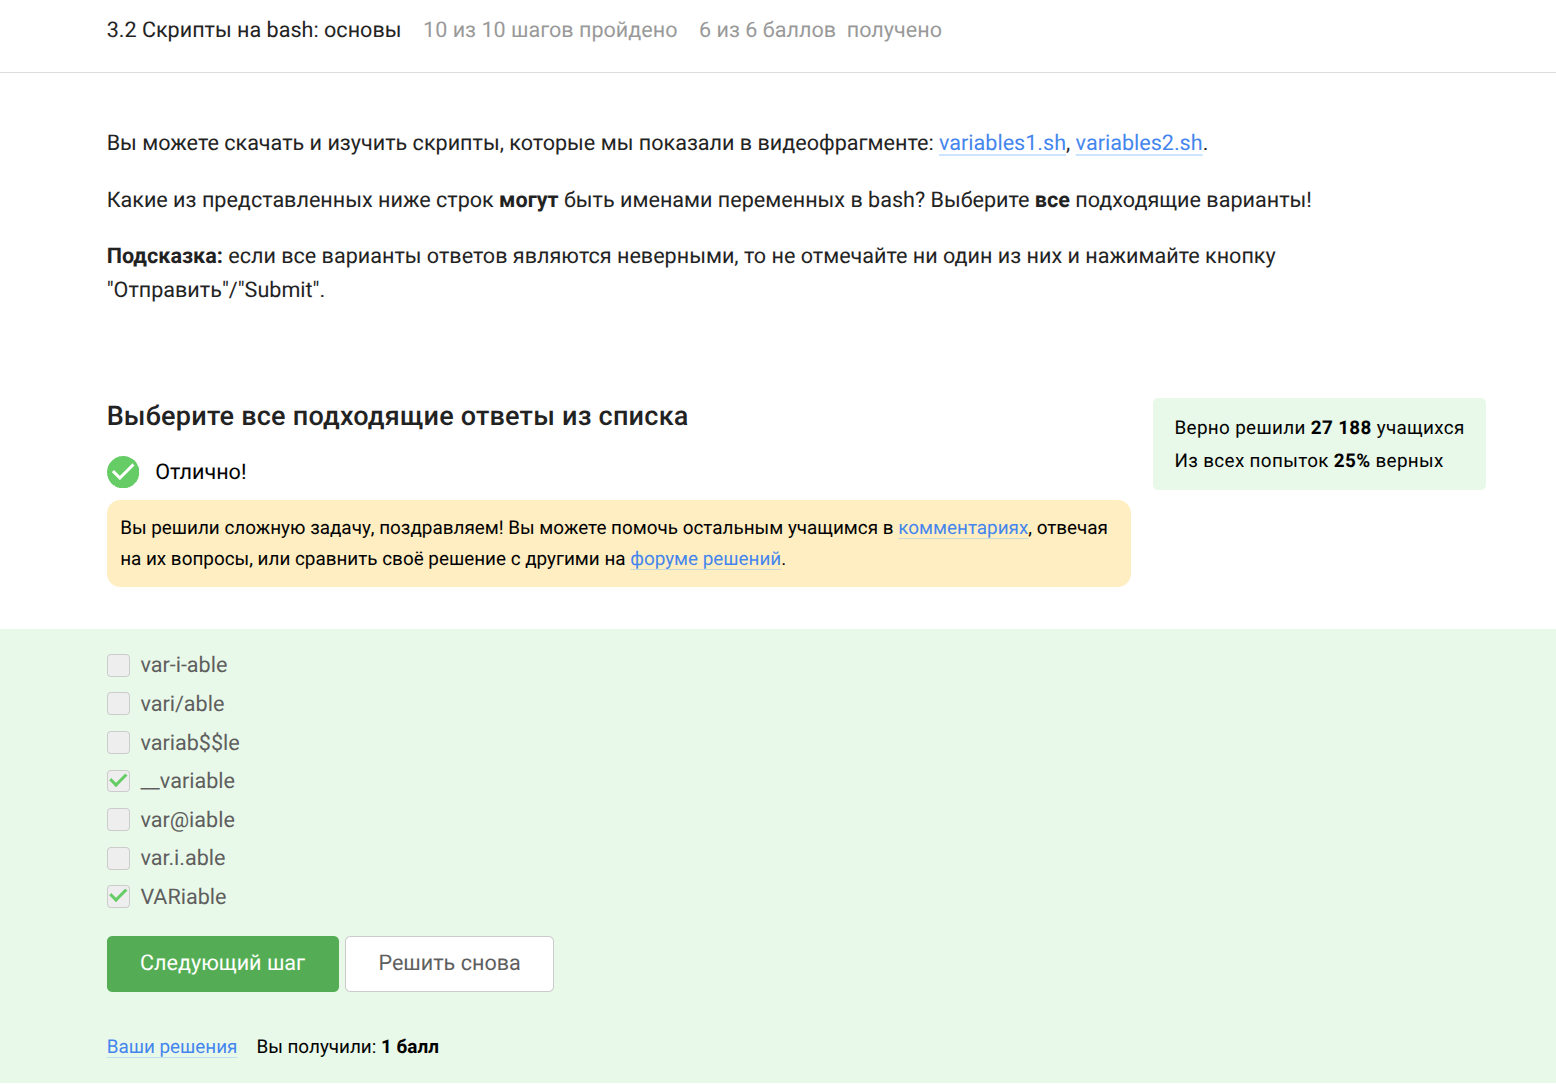 3.2 Скрипты на bash: основы 10 из 10 шагов пройдено 6 из 6 баллов получено
Вы можете скачать и изучить скрипты, которые мы показали в видеофрагменте: variables1.sh, variables2.sh.
Какие из представленных ниже строк могут быть именами переменных в bash? Выберите все подходящие варианты!
Подсказка: если все варианты ответов являются неверными, то не отмечайте ни один из них и нажимайте кнопку
"Отправить"/"Submit".
Выберите все подходящие ответы из списка
Отлично!
Вы решили сложную задачу, поздравляем! Вы можете помочь остальным учащимся в комментариях, отвечая
на их вопросы, или сравнить своё решение с другими на форуме решений.
Верно решили 27 188 учащихся
Из всех попыток 25% верных
var-i-able
vari/able
variab$$le
__variable
var@iable
var.i.able
VARiable
Следующий шаг Решить снова
Ваши решения Вы получили: 1 балл